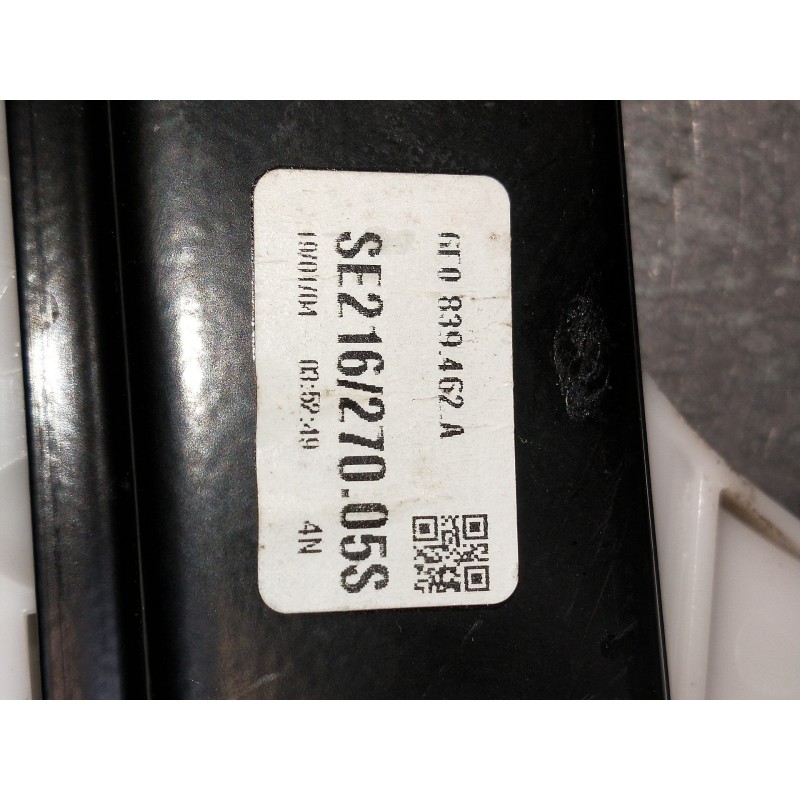 6F0 839.462.A
SE216/270.05S
19/01/04 03:52:49 4N